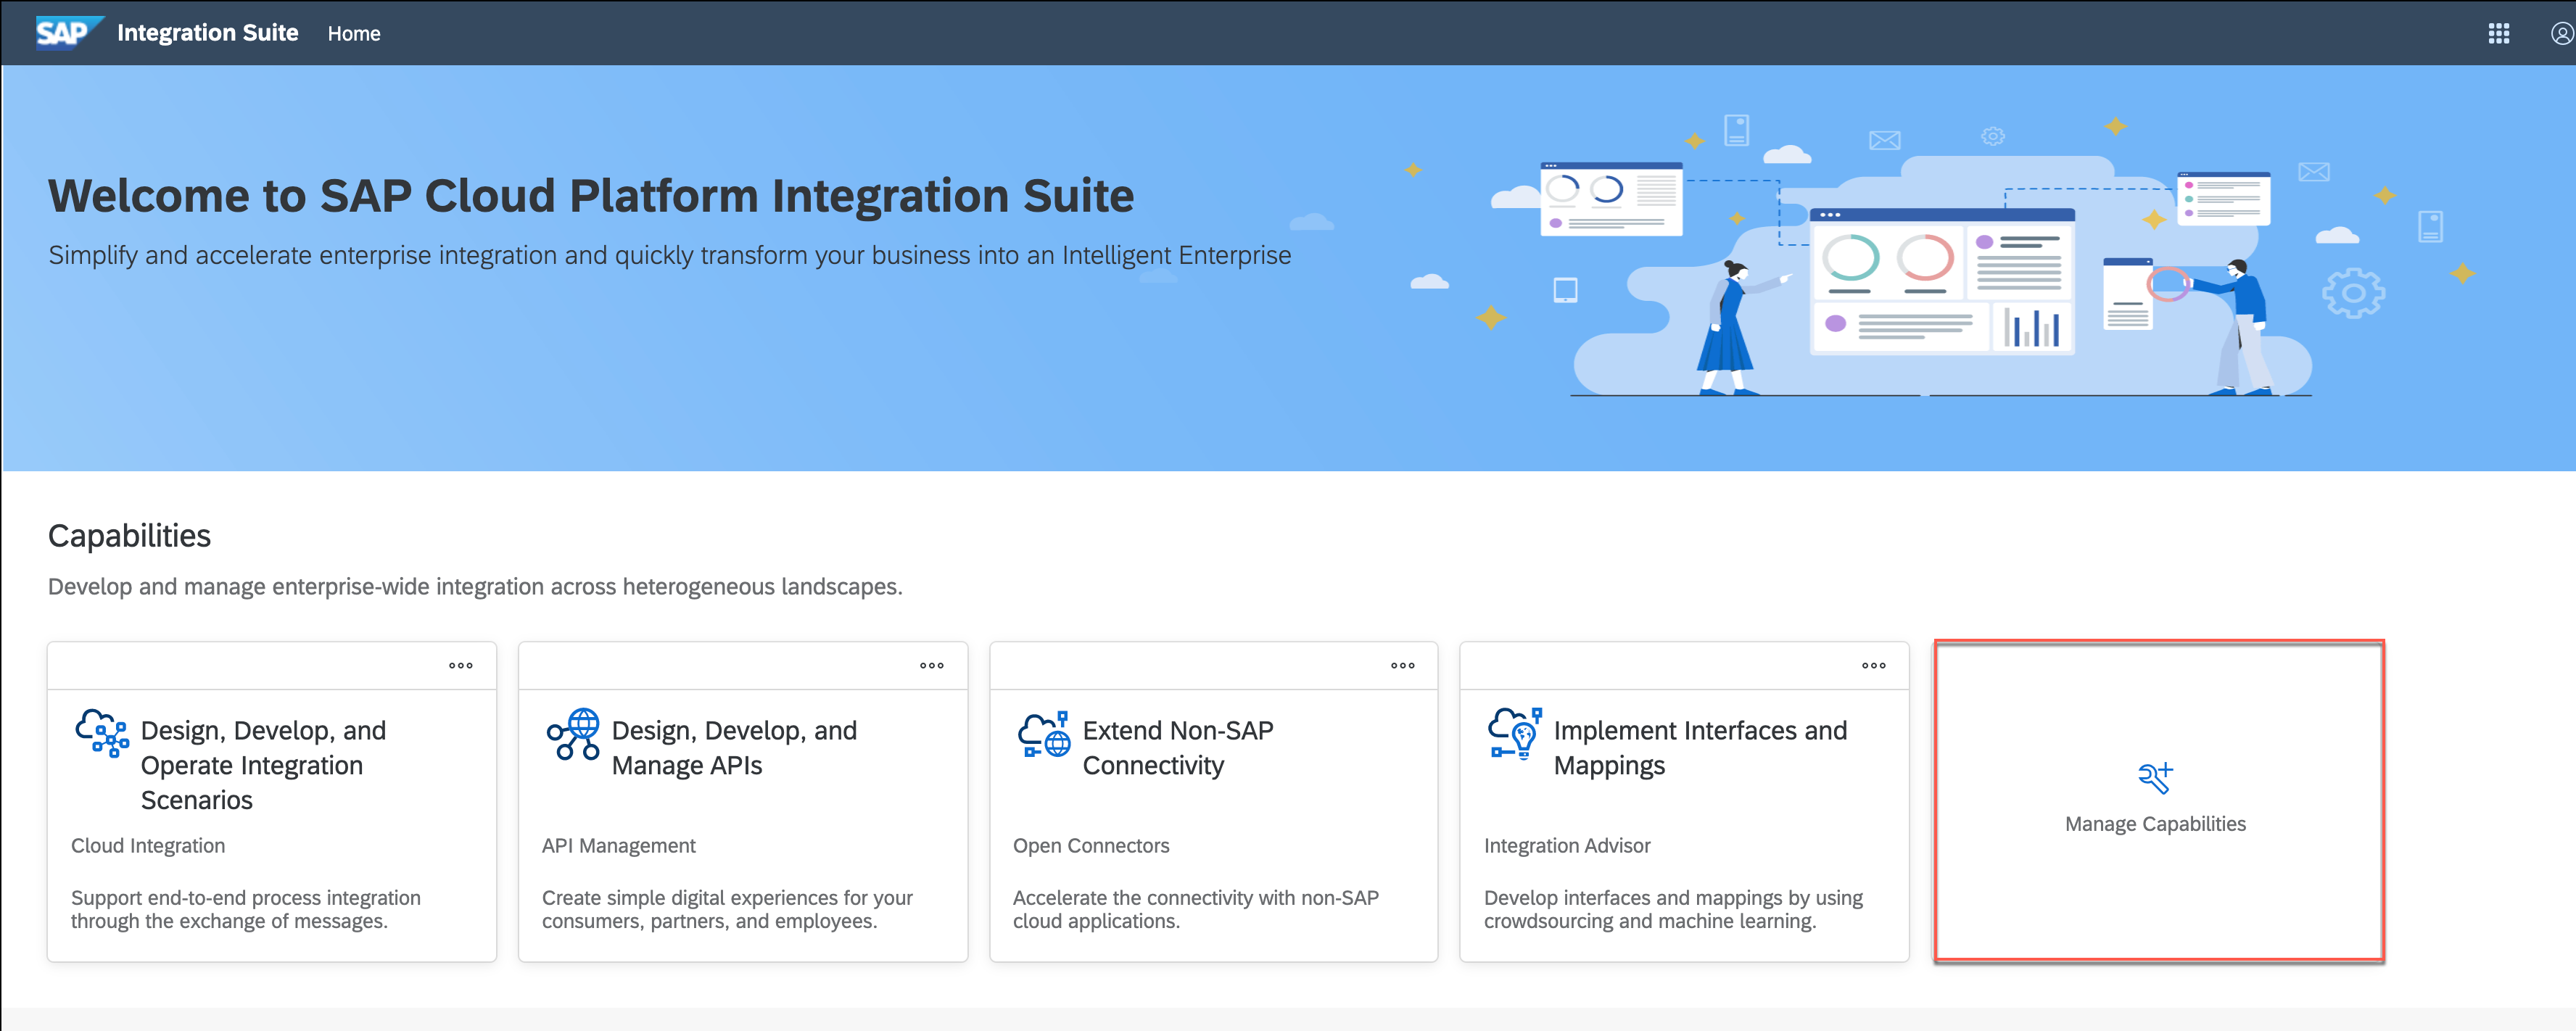 SAP Integration Suite Home
Welcome to SAP Cloud Platform Integration Suite
Simplify and accelerate enterprise integration and quickly transform your business into an Intelligent Enterprise
Capabilities
Develop and manage enterprise-wide integration across heterogeneous landscapes.
Design, Develop, and
Operate Integration
Scenarios
Cloud Integration
Support end-to-end process integration
through the exchange of messages.
Design, Develop, and
Manage APIs
API Management
Create simple digital experiences for your
consumers, partners, and employees.
Extend Non-SAP
Connectivity
Open Connectors
Accelerate the connectivity with non-SAP
cloud applications.
Implement Interfaces and
Mappings
Integration Advisor
Develop interfaces and mappings by using
crowdsourcing and machine learning.
Manage Capabilities